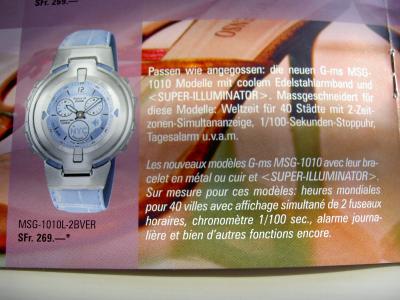 SFr. 259.—*
Passen wie angegossen: die neuen G-ms MSG-
1010 Modelle mit coolem Edelstahlarmband und
<SUPER-ILLUMINATOR>. Massgeschneidert für
diese Modelle: Weltzeit für 40 Städte mit 2-Zeit-
zonen-Simultananzeige, 1/100-Sekunden-Stoppuhr,
Tagesalarm u.v.a.m.
Les nouveaux modèles G-ms MSG-1010 avec leur bra-
celet en métal ou cuir et <SUPER-ILLUMINATOR>.
Sur mesure pour ces modèles: heures mondiales
pour 40 villes avec affichage simultané de 2 fuseaux
horaires, chronomètre 1/100 sec., alarme journa-
lière et bien d'autres fonctions encore.
NYC
MSG-1010L-2BVER
SFr. 269.—*